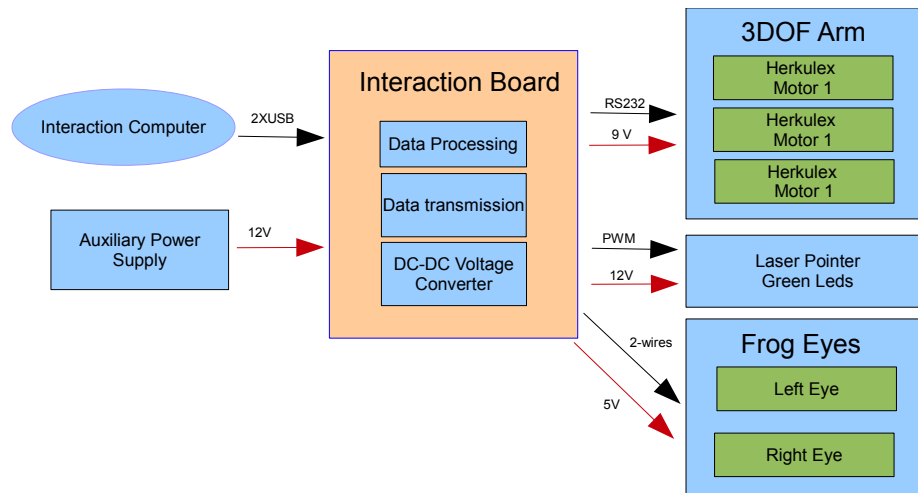 Interaction Computer
2XUSB
Auxiliary Power
Supply
12V
Interaction Board
Data Processing
Data transmission
DC-DC Voltage
Converter
RS232
9 V
PWM
12V
2-wires
5V
3DOF Arm
Herkulex
Motor 1
Herkulex
Motor 1
Herkulex
Motor 1
Laser Pointer
Green Leds
Frog Eyes
Left Eye
Right Eye